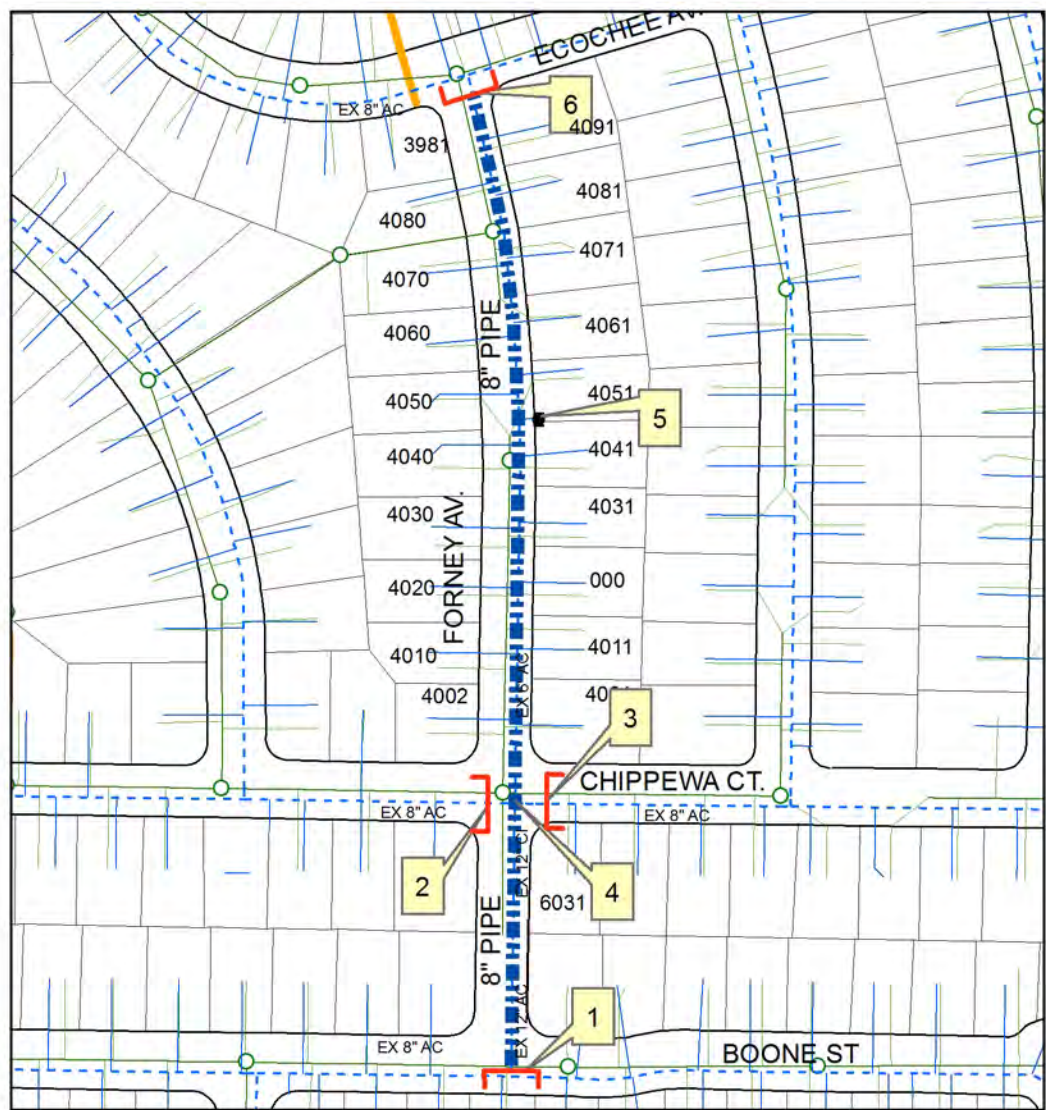 ECOCHEE AV.
EX 8" AC
6
4091
3981
4081
4080
4071
4070
8" PIPE
4061
4060
4051
4050
5
4041
4040
4031
4030
FORNEY AV.
000
4020
4011
4010
4002
EX 6" AC
3
CHIPPEWA CT.
EX 8" AC
EX 8" AC
2
EX 12" CI
4
6031
8" PIPE
1
EX 12" AC
EX 8" AC
BOONE ST